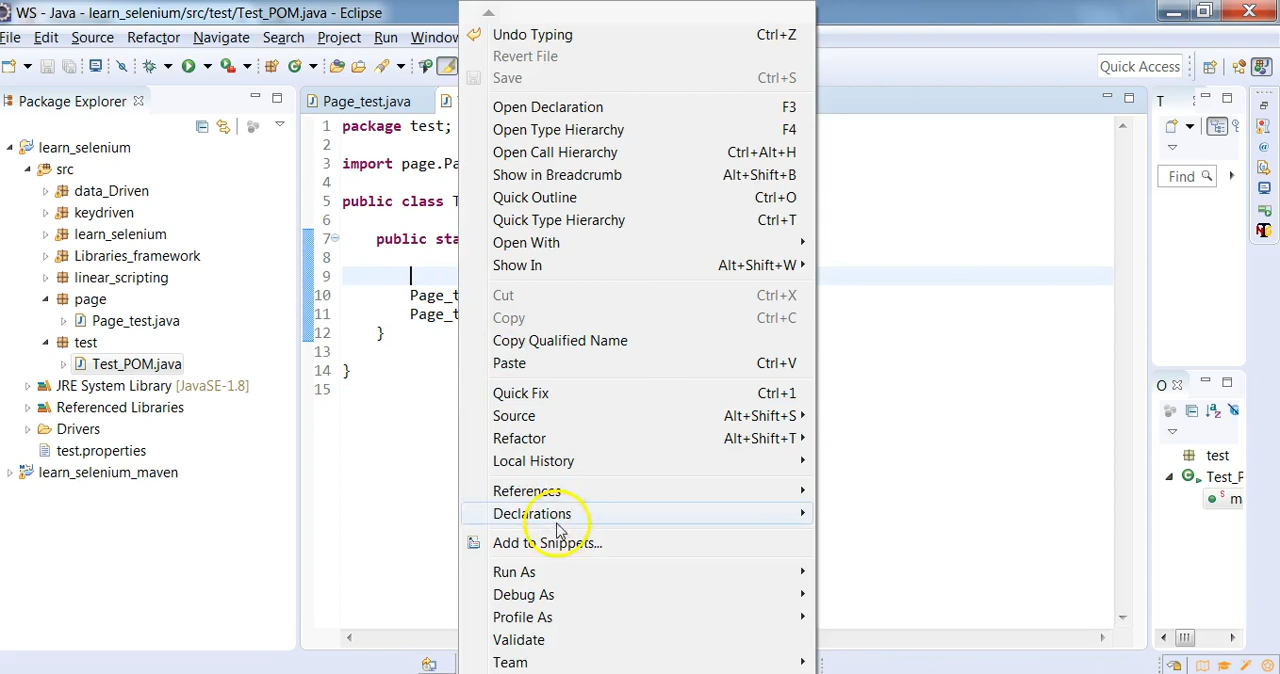 WS - Java - learn_selenium/src/test/Test_POM.java - Eclipse
File Edit Source Refactor Navigate Search Project Run Window
Quick Access
Package Explorer
learn_selenium
src
data_Driven
keydriven
learn_selenium
Libraries_framework
linear_scripting
page
Page_test.java
test
Test_POM.java
JRE System Library [JavaSE-1.8]
Referenced Libraries
Drivers
test.properties
learn_selenium_maven
Page_test.java
1 package test;
2
3 import page.Pa
4
5 public class T
6
7 public sta
8
9
10 Page_t
11 Page_t
12 }
13
14 }
15
Undo Typing Ctrl+Z
Revert File
Save Ctrl+S
Open Declaration F3
Open Type Hierarchy F4
Open Call Hierarchy Ctrl+Alt+H
Show in Breadcrumb Alt+Shift+B
Quick Outline Ctrl+O
Quick Type Hierarchy Ctrl+T
Open With
Show In Alt+Shift+W
Cut Ctrl+X
Copy Ctrl+C
Copy Qualified Name
Paste Ctrl+V
Quick Fix Ctrl+1
Source Alt+Shift+S
Refactor Alt+Shift+T
Local History
References
Declarations
Add to Snippets...
Run As
Debug As
Profile As
Validate
Team
T
Find
O
test
Test_P
m